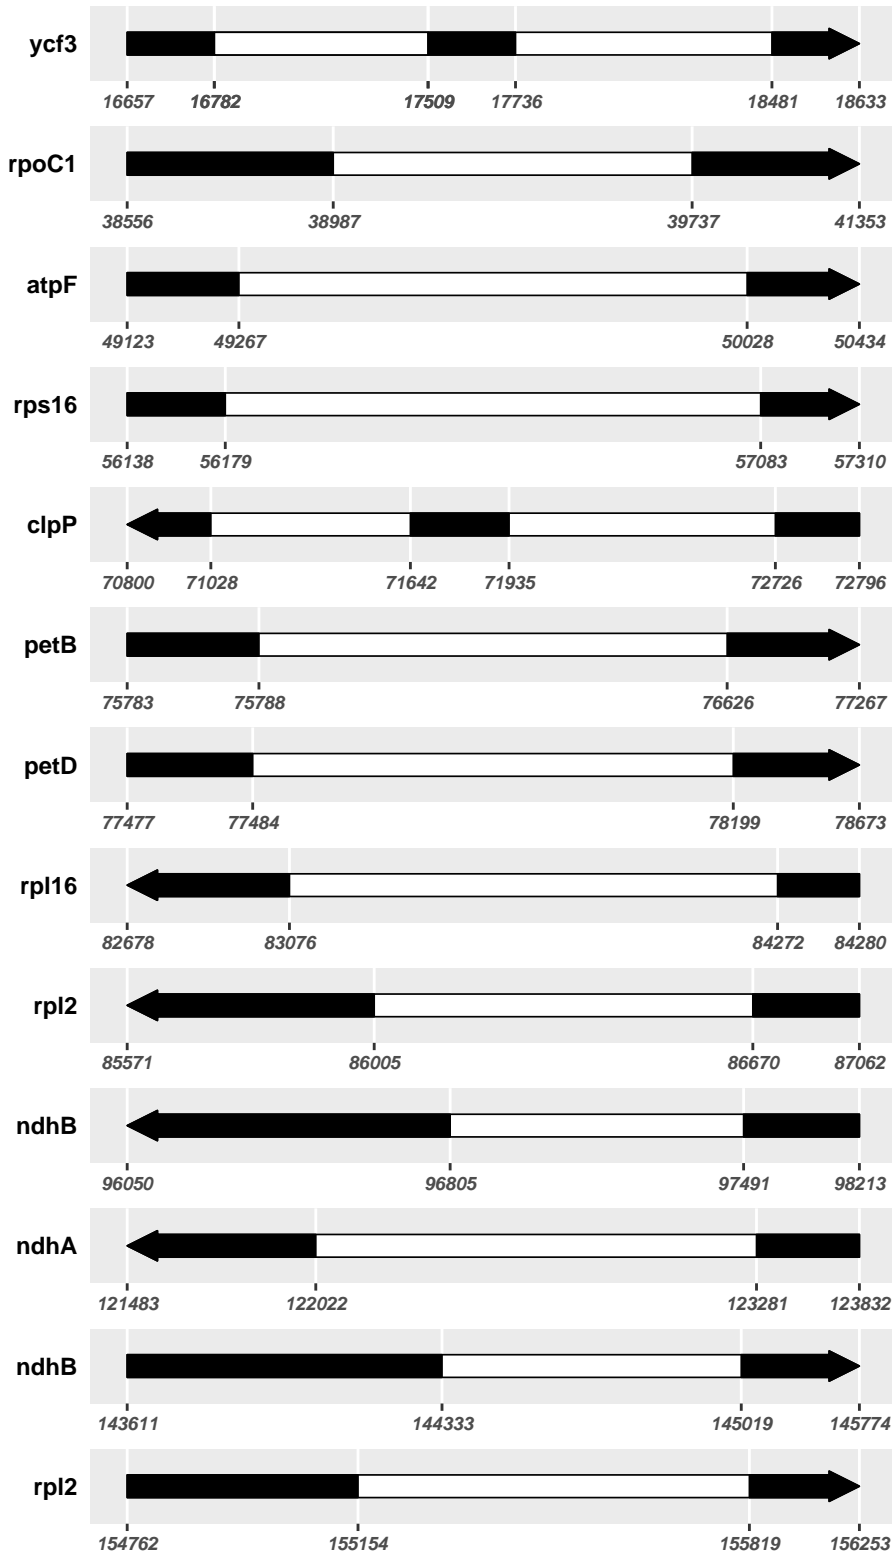 ycf3
16657 16782 17509 17736 18481 18633
rpoC1
38556 38987 39737 41353
atpF
49123 49267 50028 50434
rps16
56138 56179 57083 57310
clpP
70800 71028 71642 71935 72726 72796
petB
75783 75788 76626 77267
petD
77477 77484 78199 78673
rpl16
82678 83076 84272 84280
rpl2
85571 86005 86670 87062
ndhB
96050 96805 97491 98213
ndhA
121483 122022 123281 123832
ndhB
143611 144333 145019 145774
rpl2
154762 155154 155819 156253